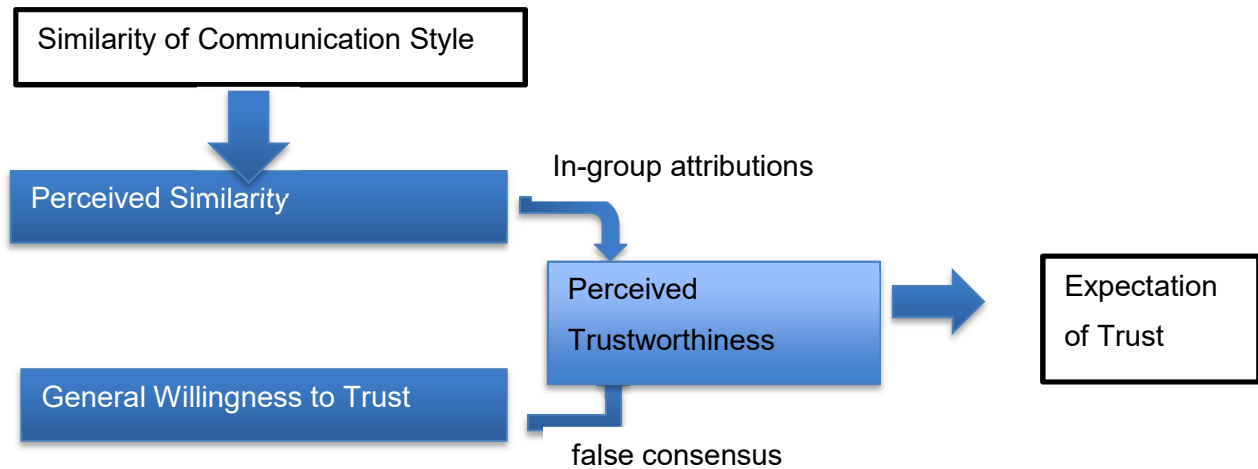 Similarity of Communication Style
In-group attributions
Perceived Similarity
Perceived
Trustworthiness
Expectation
of Trust
General Willingness to Trust
false consensus